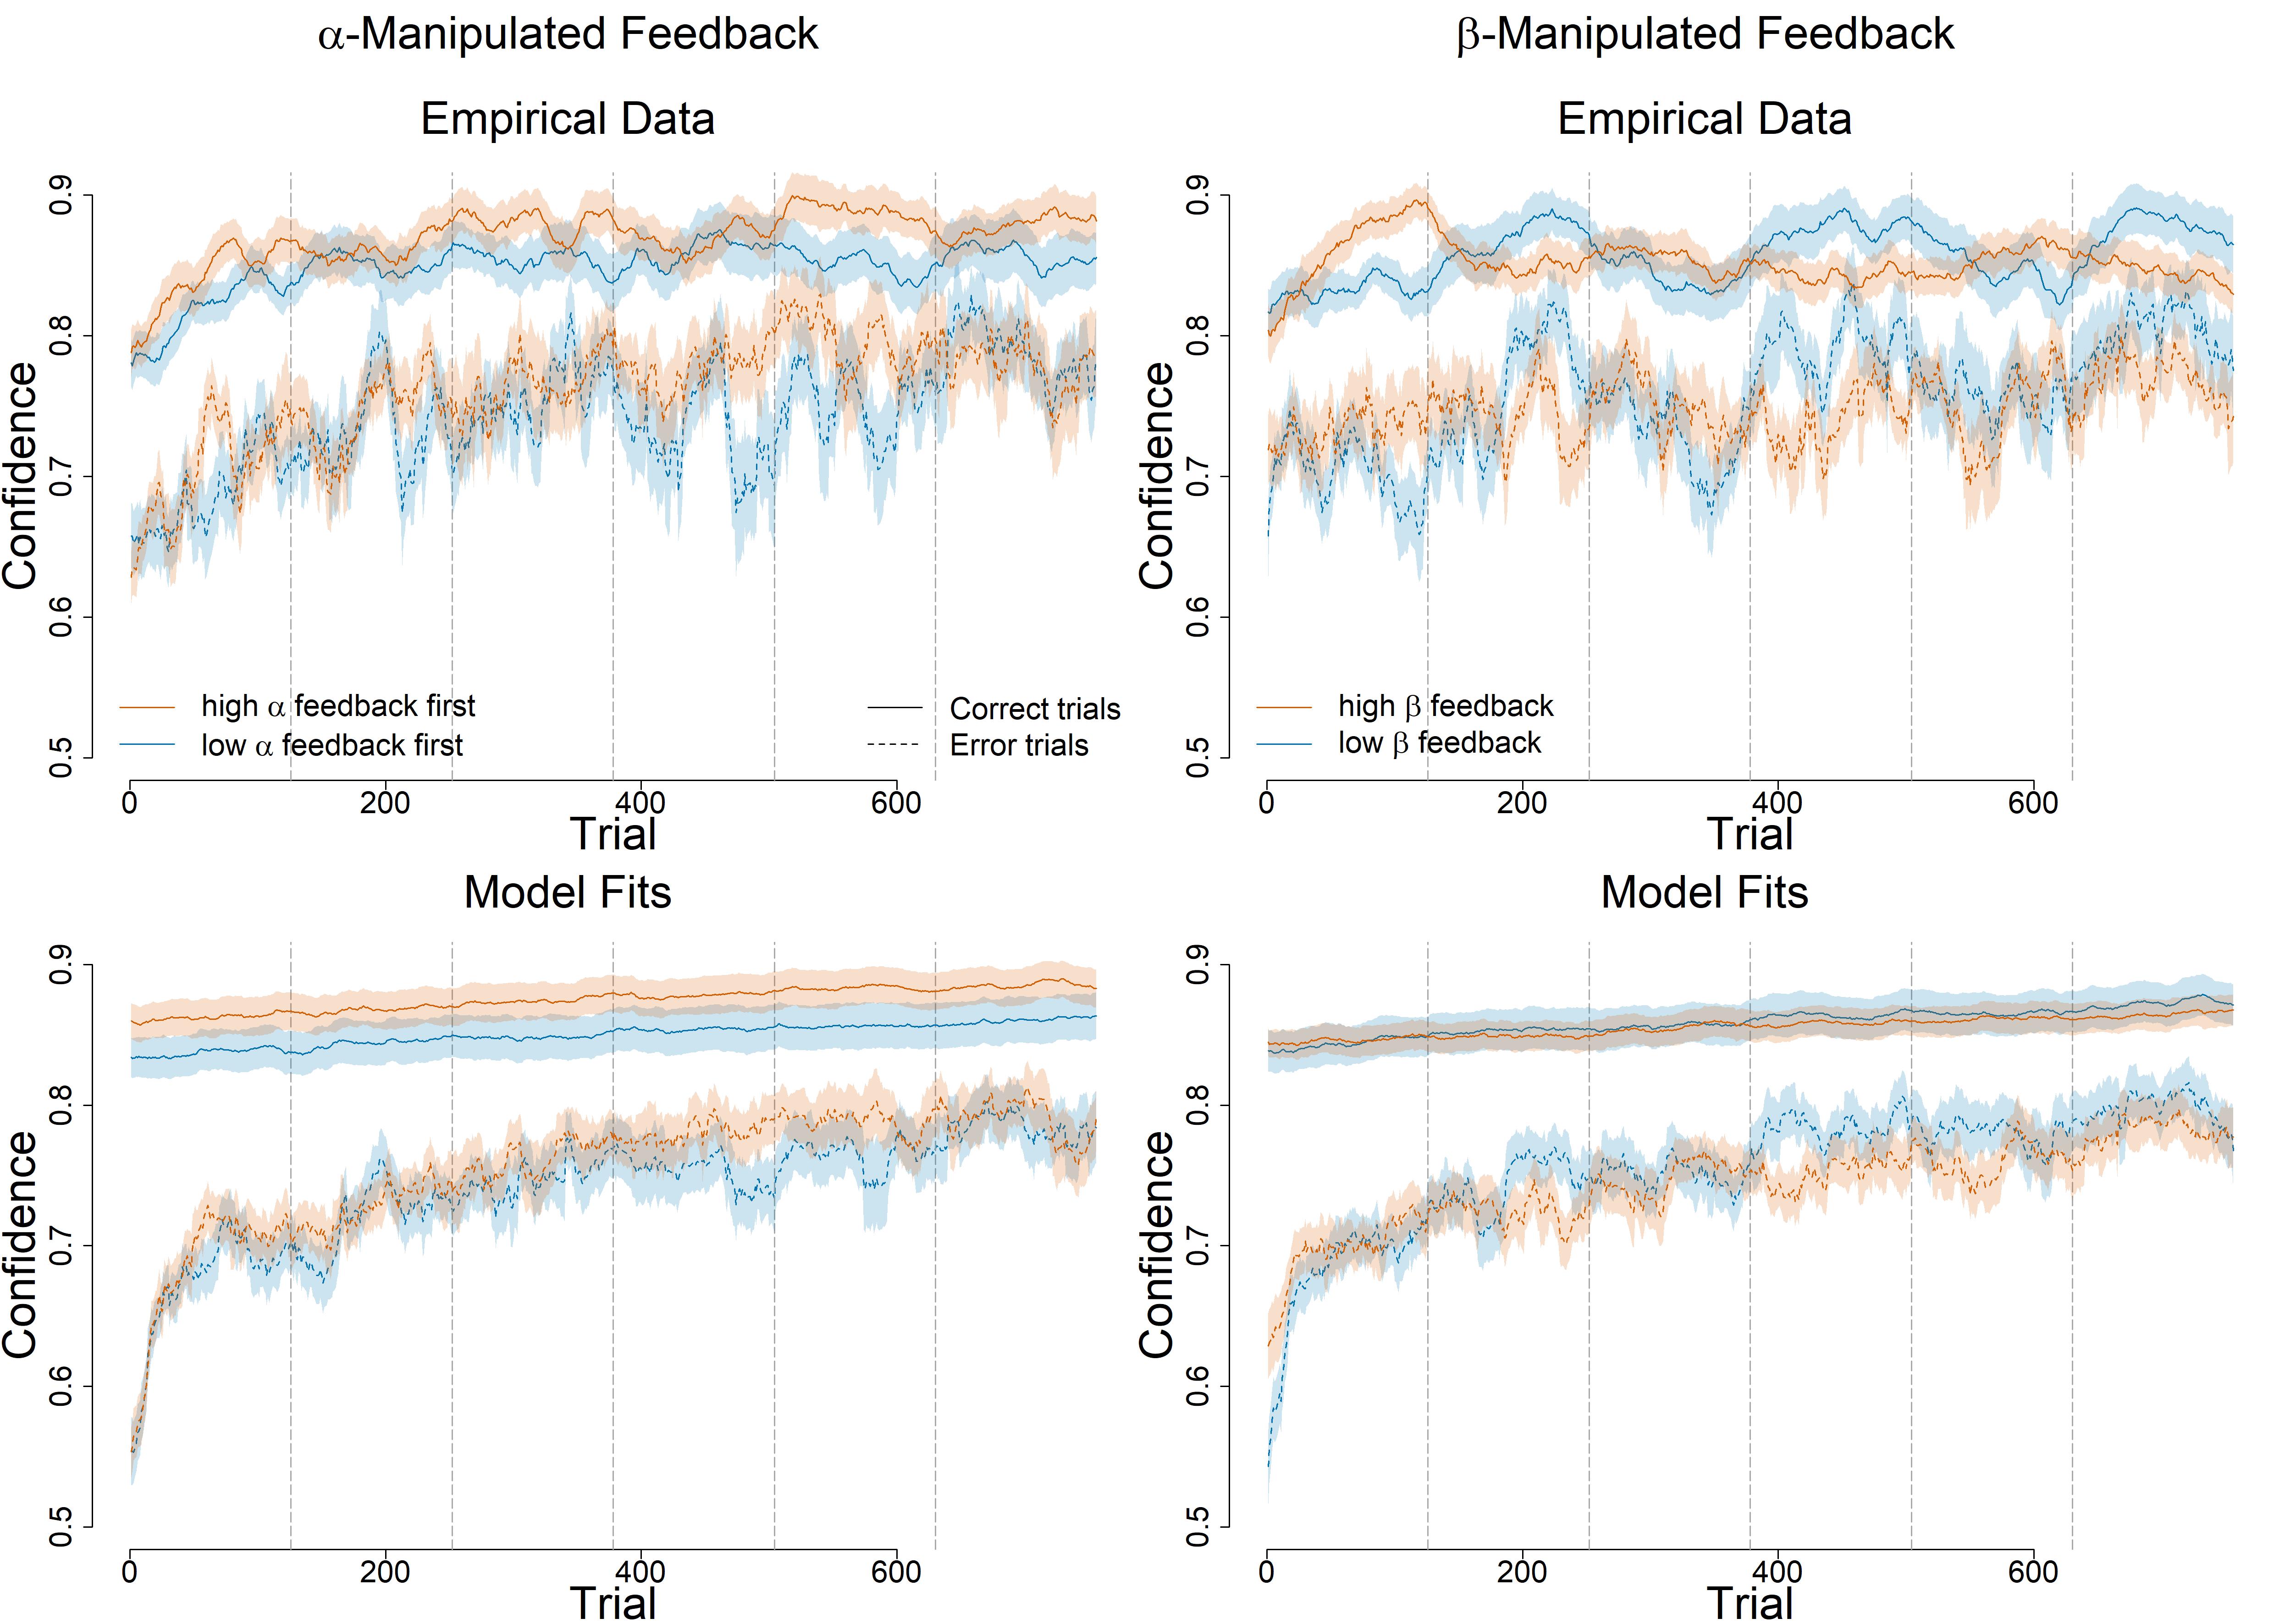 α-Manipulated Feedback
β-Manipulated Feedback
Empirical Data
Empirical Data
Confidence
0.9
0.8
0.7
0.6
0.5
high α feedback first
low α feedback first
Correct trials
Error trials
0 200 400 600
Trial
Confidence
0.9
0.8
0.7
0.6
0.5
high β feedback
low β feedback
0 200 400 600
Trial
Model Fits
Model Fits
Confidence
0.9
0.8
0.7
0.6
0.5
0 200 400 600
Trial
Confidence
0.9
0.8
0.7
0.6
0.5
0 200 400 600
Trial